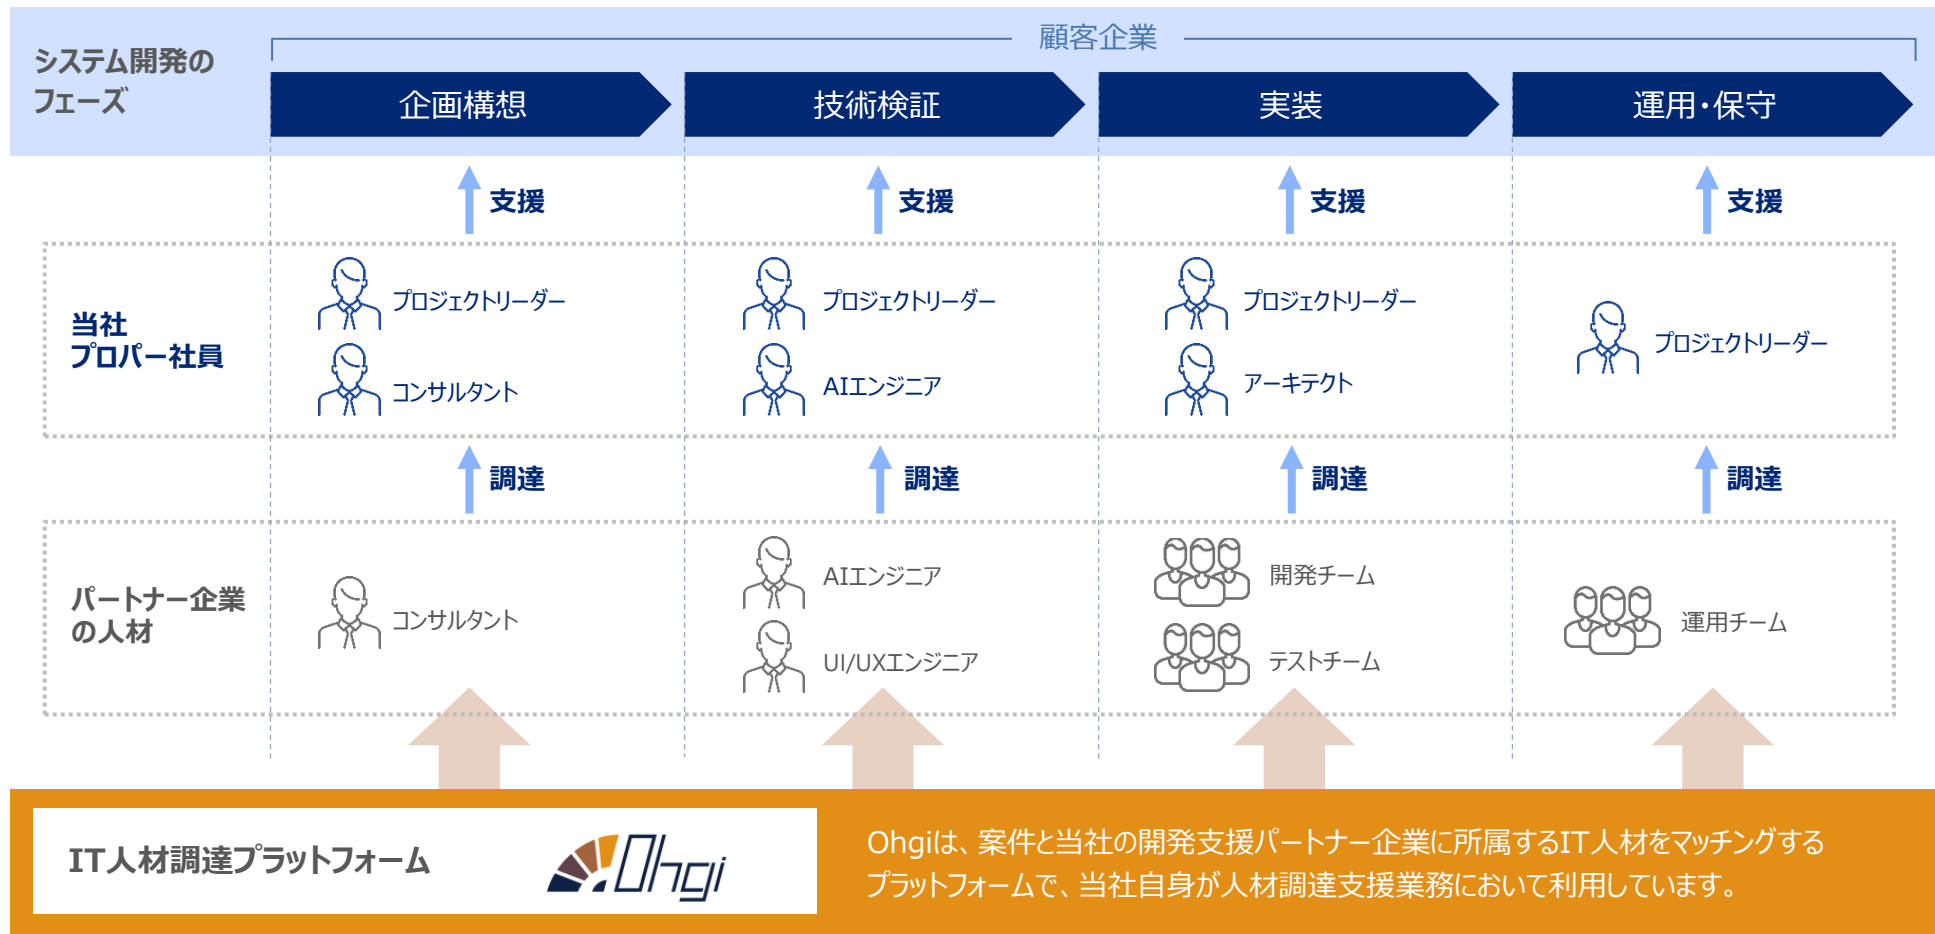 顧客企業
システム開発の
フェーズ
企画構想
技術検証
実装
運用・保守
支援
支援
支援
支援
当社
プロパー社員
プロジェクトリーダー
コンサルタント
プロジェクトリーダー
AIエンジニア
プロジェクトリーダー
アーキテクト
プロジェクトリーダー
調達
調達
調達
調達
パートナー企業
の人材
コンサルタント
AIエンジニア
UI/UXエンジニア
開発チーム
テストチーム
運用チーム
IT人材調達プラットフォーム
Ohgi
Ohgiは、案件と当社の開発支援パートナー企業に所属するIT人材をマッチングする
プラットフォームで、当社自身が人材調達支援業務において利用しています。